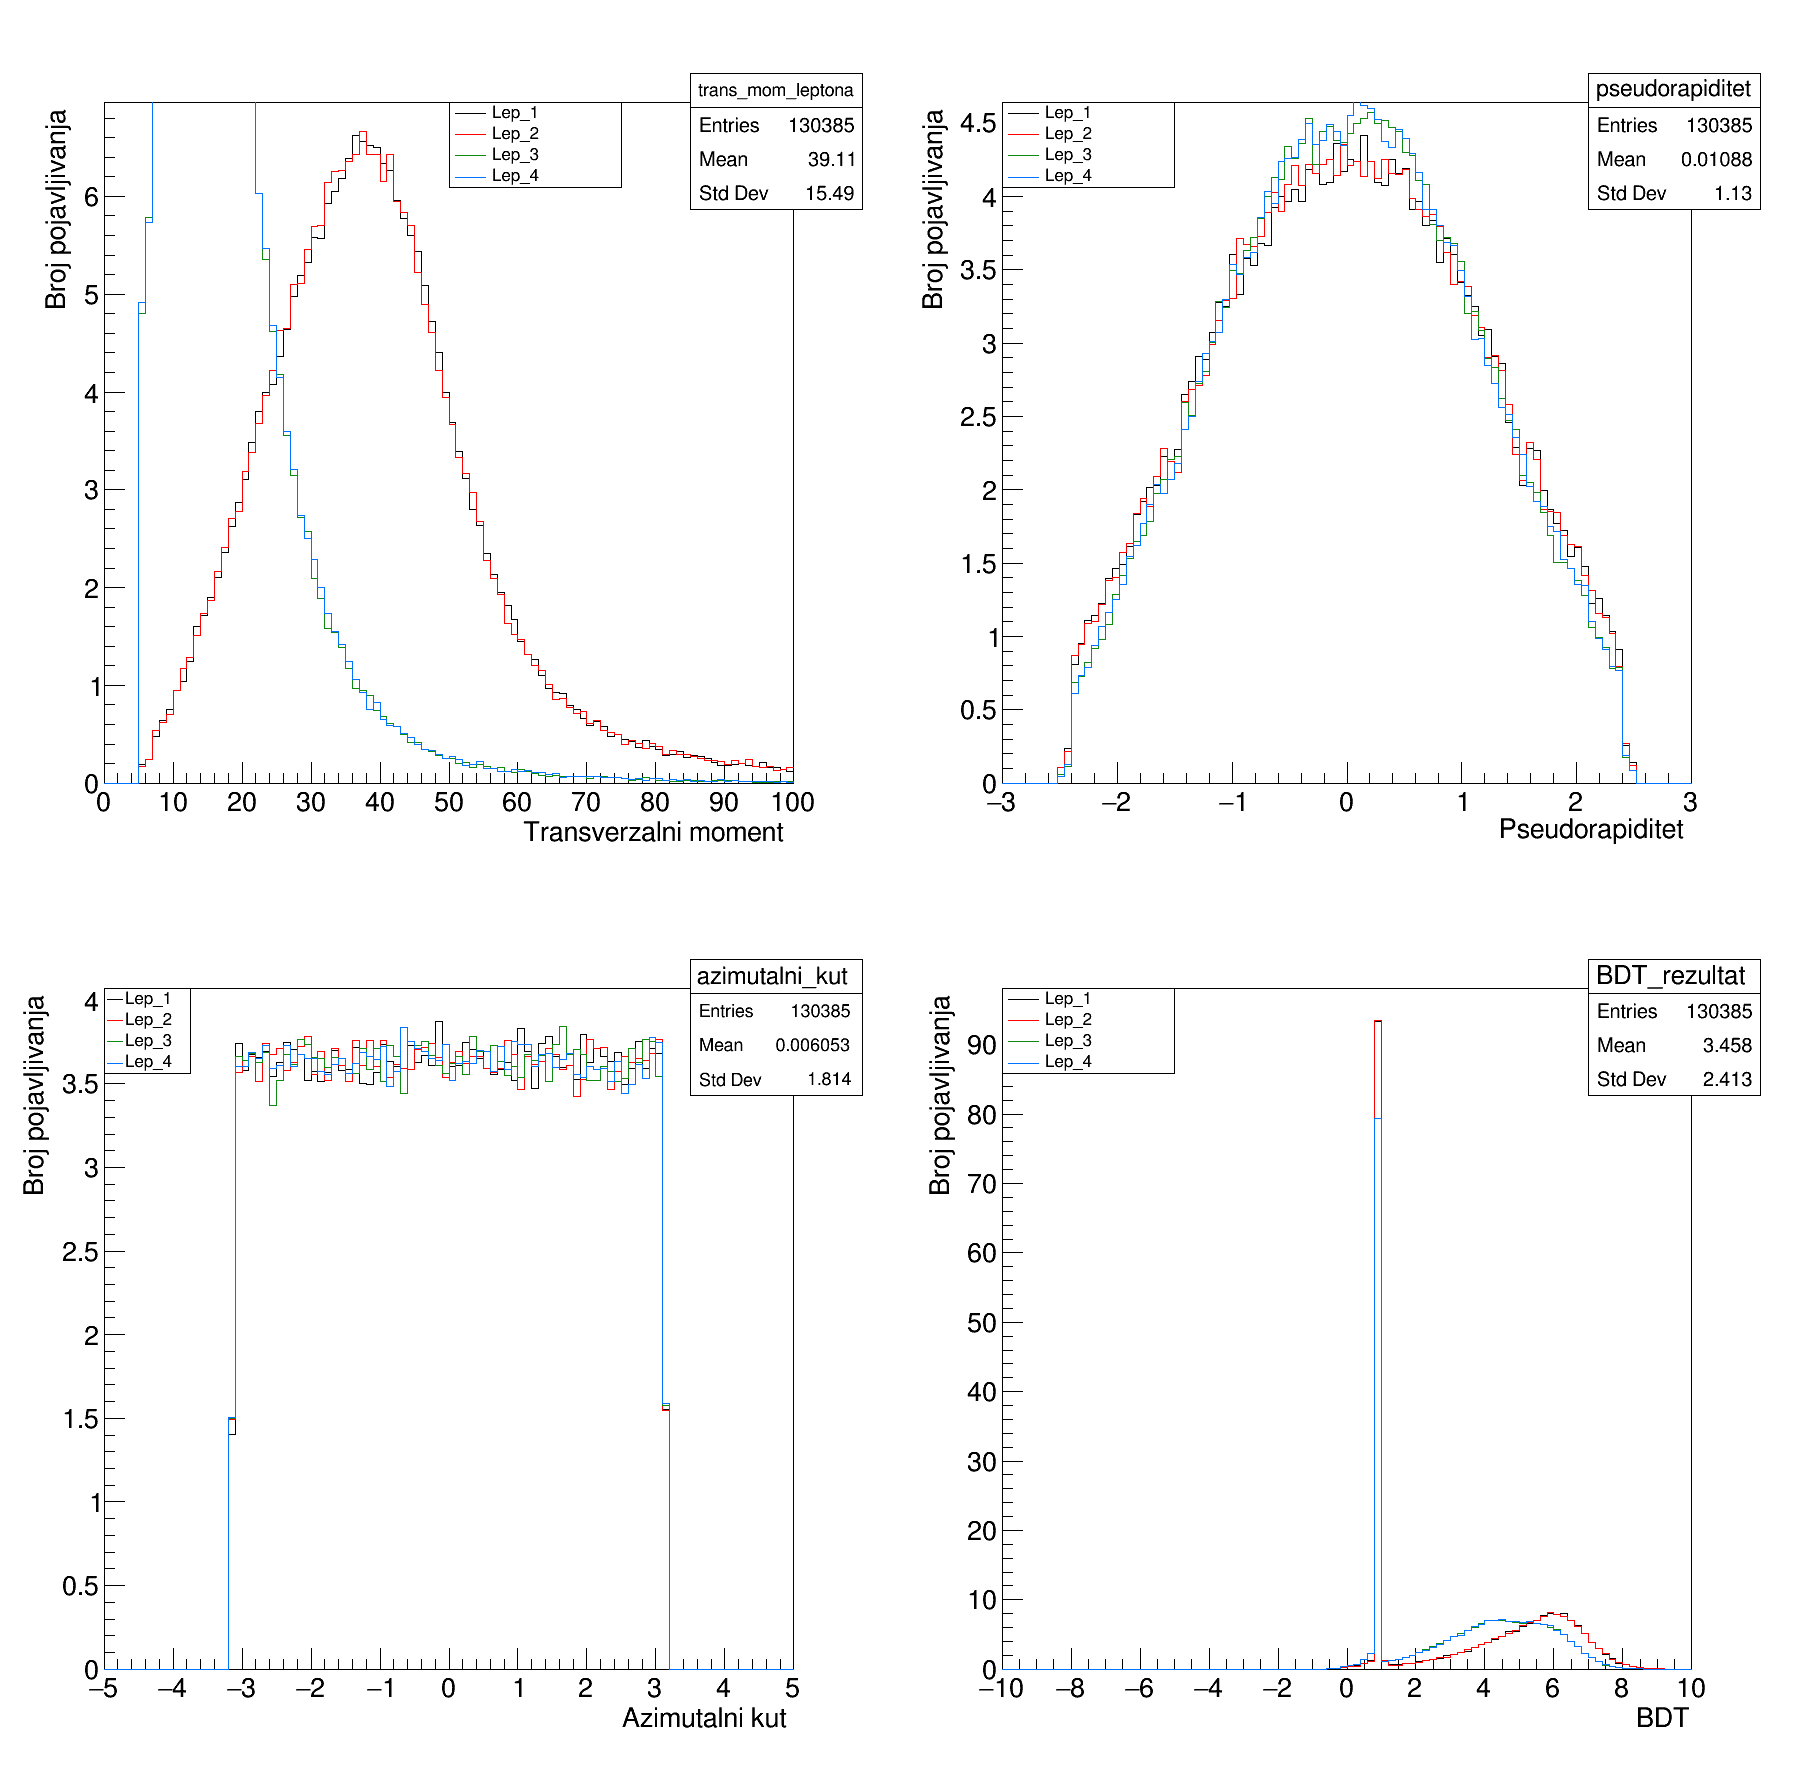 trans_mom_leptona
Entries 130385
Mean 39.11
Std Dev 15.49
Lep_1
Lep_2
Lep_3
Lep_4
Broj pojavljivanja
6
5
4
3
2
1
0
0 10 20 30 40 50 60 70 80 90 100
Transverzalni moment
pseudorapiditet
Entries 130385
Mean 0.01088
Std Dev 1.13
Lep_1
Lep_2
Lep_3
Lep_4
Broj pojavljivanja
4.5
4
3.5
3
2.5
2
1.5
1
0.5
0
−3 −2 −1 0 1 2 3
Pseudorapiditet
azimutalni_kut
Entries 130385
Mean 0.006053
Std Dev 1.814
Lep_1
Lep_2
Lep_3
Lep_4
Broj pojavljivanja
4
3.5
3
2.5
2
1.5
1
0.5
0
−5 −4 −3 −2 −1 0 1 2 3 4 5
Azimutalni kut
BDT_rezultat
Entries 130385
Mean 3.458
Std Dev 2.413
Lep_1
Lep_2
Lep_3
Lep_4
Broj pojavljivanja
90
80
70
60
50
40
30
20
10
0
−10 −8 −6 −4 −2 0 2 4 6 8 10
BDT